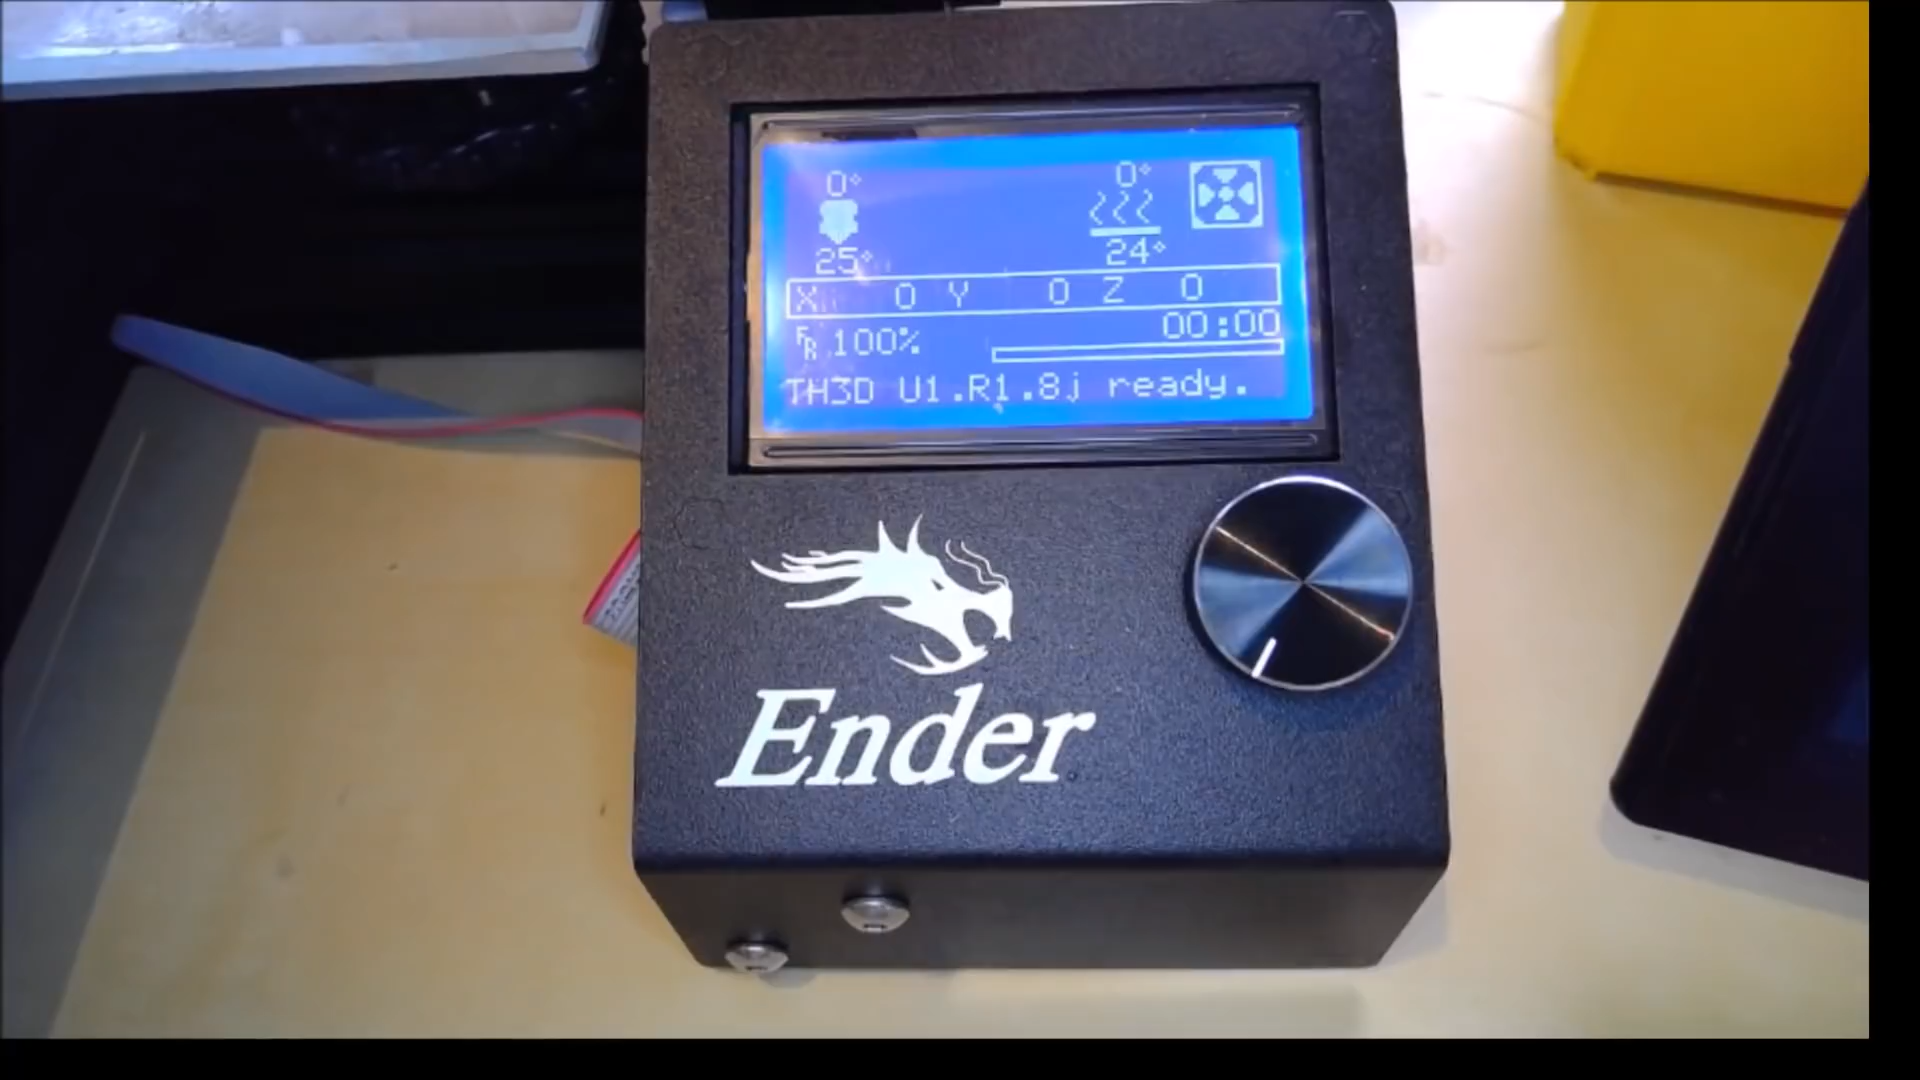 0° 0°
25° 24°
X 0 Y 0 Z 0
00:00
FR 100%
TH3D U1.R1.8j ready.
Ender